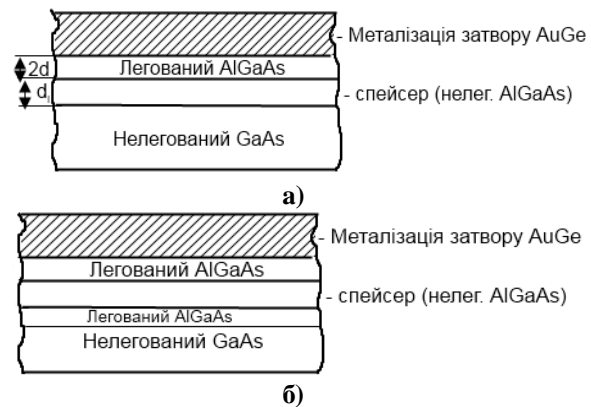 - Металізація затвору AuGe
2d Легований AlGaAs
d - спейсер (нелег. AlGaAs)
Нелегований GaAs
а)
- Металізація затвору AuGe
Легований AlGaAs
- спейсер (нелег. AlGaAs)
Легований AlGaAs
Нелегований GaAs
б)